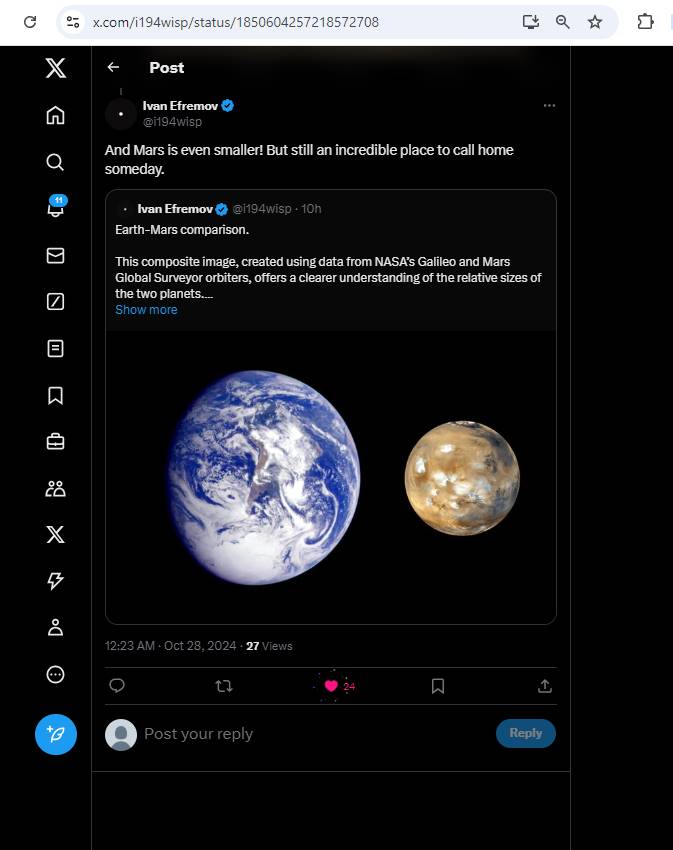 x.com/i194wisp/status/1850604257218572708
Post
Ivan Efremov
@i194wisp
And Mars is even smaller! But still an incredible place to call home
someday.
11
Ivan Efremov @i194wisp · 10h
Earth-Mars comparison.
This composite image, created using data from NASA's Galileo and Mars
Global Surveyor orbiters, offers a clearer understanding of the relative sizes of
the two planets....
Show more
12:23 AM · Oct 28, 2024 · 27 Views
24
Post your reply
Reply